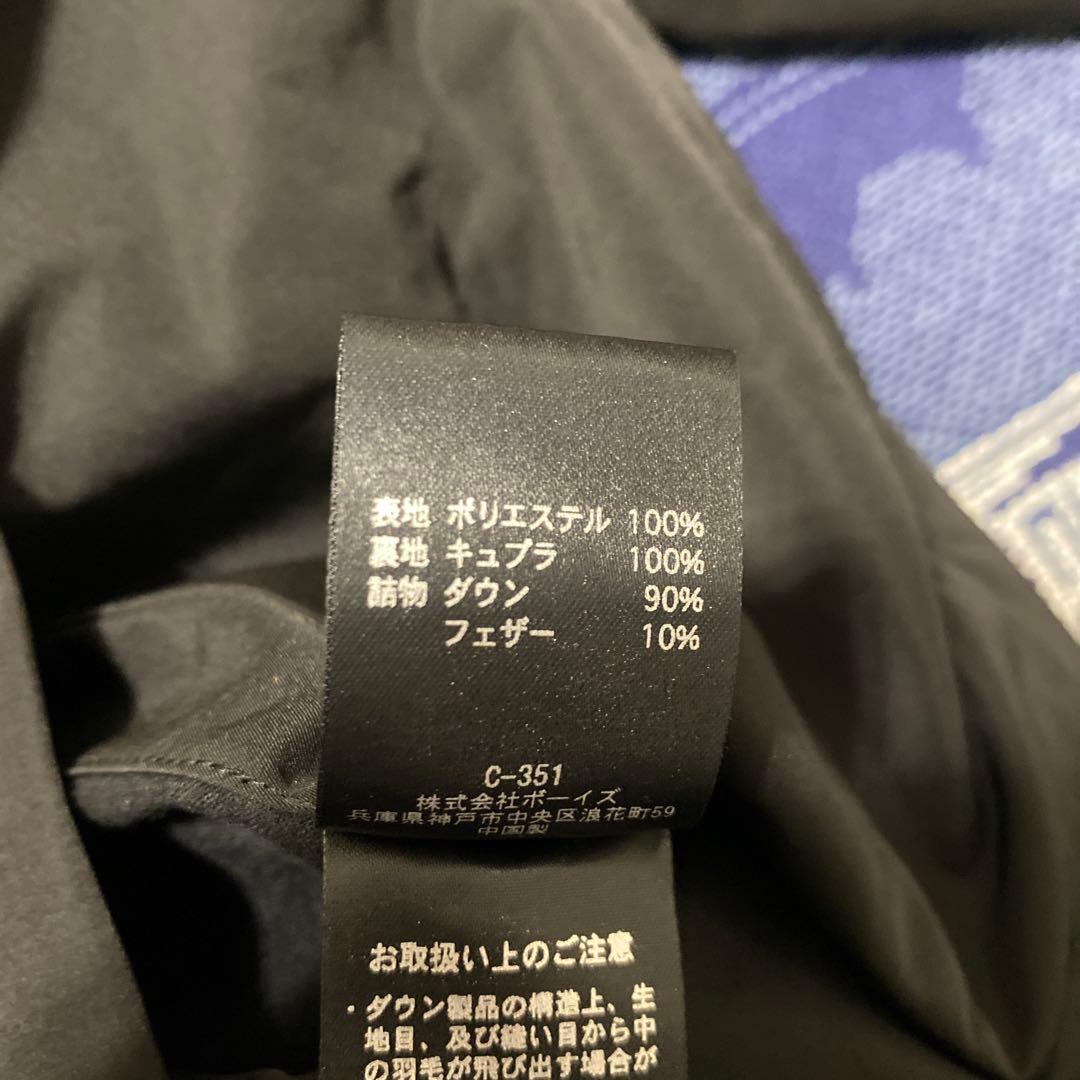 表地 ポリエステル 100%
裏地 キュプラ 100%
詰物 ダウン 90%
フェザー 10%
C-351
株式会社ボーイズ
兵庫県神戸市中央区浪花町59
中国製
お取扱い上のご注意
・ダウン製品の構造上、生
地目、及び縫い目から中
の羽毛が飛び出す場合が